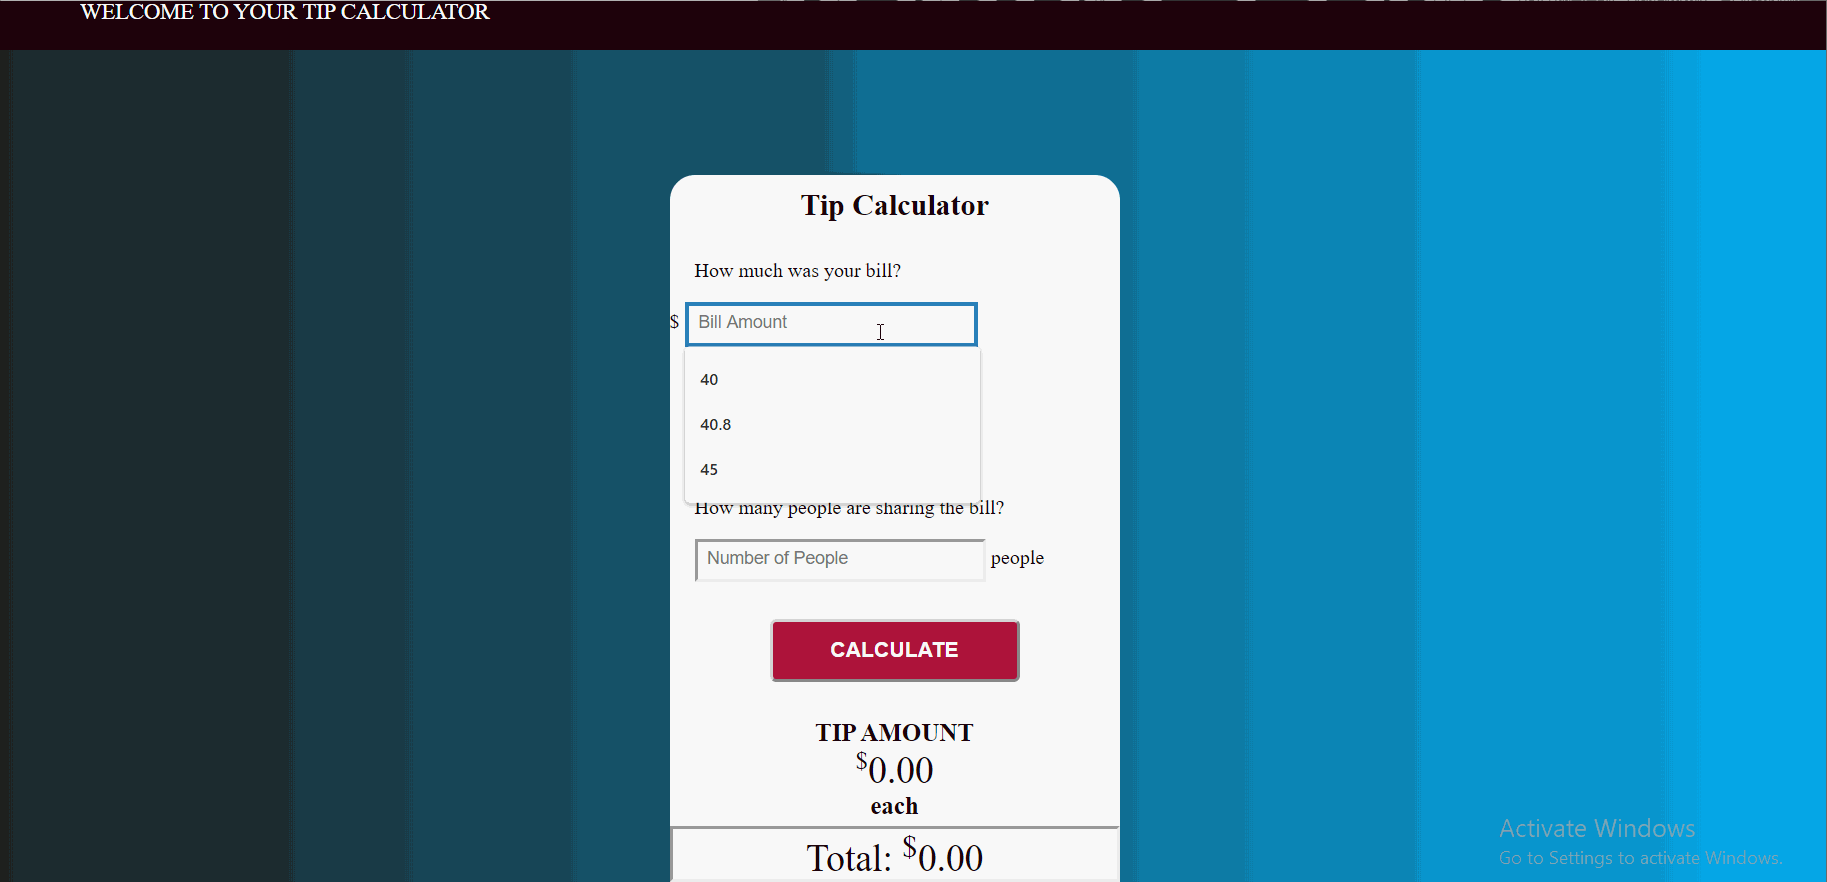 WELCOME TO YOUR TIP CALCULATOR
Tip Calculator
How much was your bill?
$ Bill Amount
40
40.8
45
How many people are sharing the bill?
Number of People people
CALCULATE
TIP AMOUNT
$0.00
each
Total: $0.00
Activate Windows
Go to Settings to activate Windows.